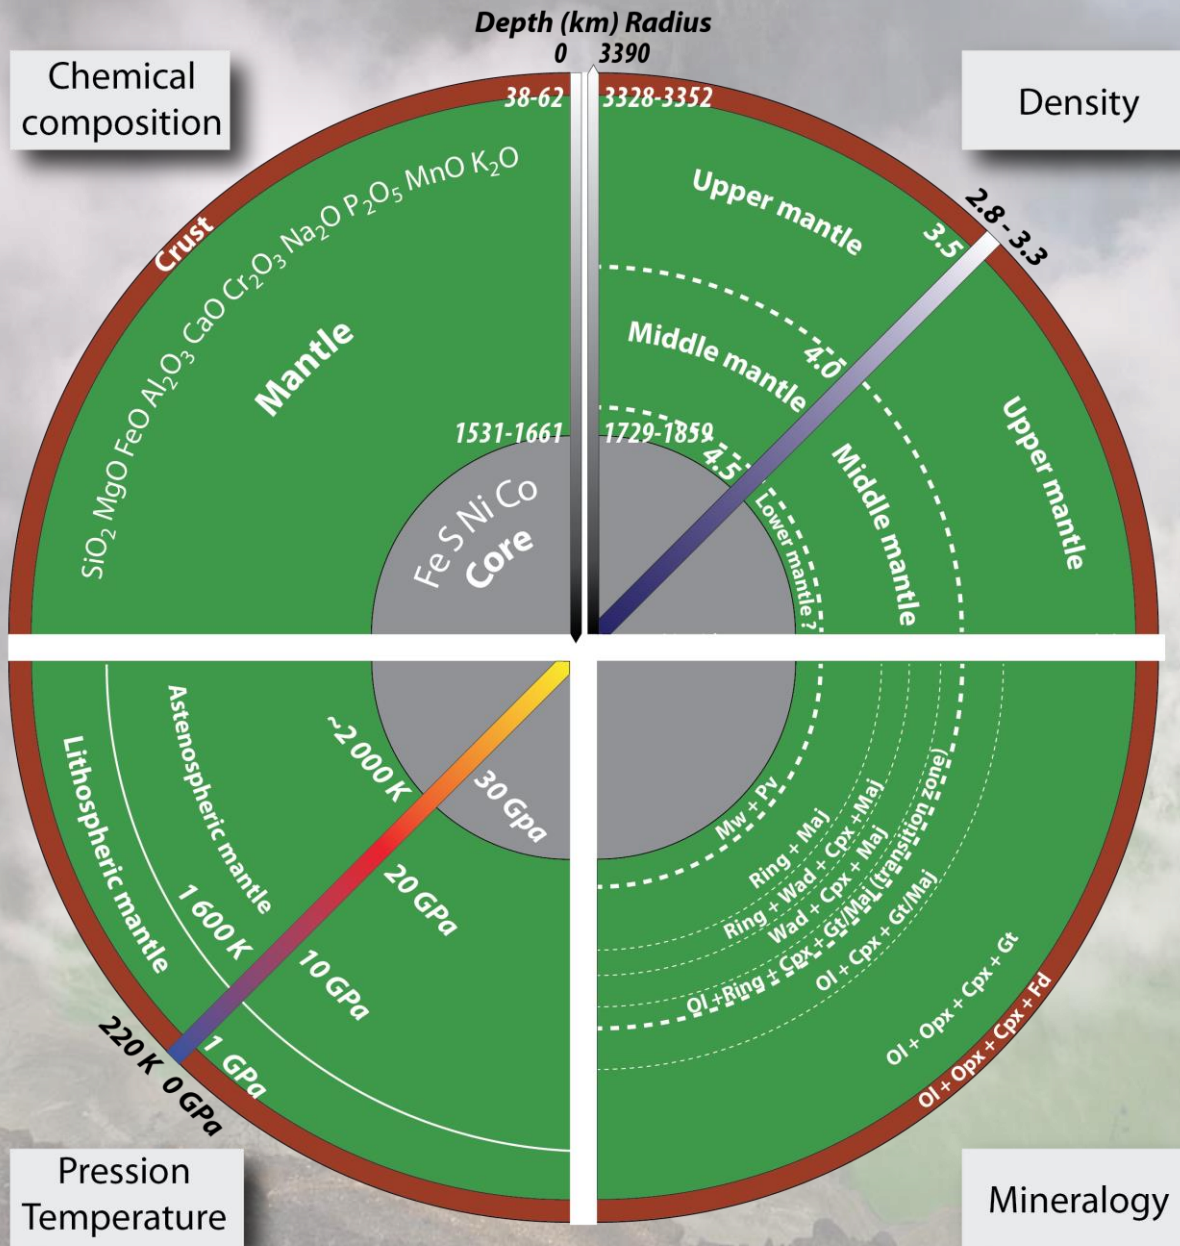 Depth (km) Radius
0 3390
Chemical
composition
Density
38-62 3328-3352
Crust
SiO₂ MgO FeO Al₂O₃ CaO Cr₂O₃ Na₂O P₂O₅ MnO K₂O
Mantle
1531-1661 1729-1859
Fe S Ni Co
Core
Upper mantle
3.5
2.8 - 3.3
Middle mantle
4.0
4.5
Upper mantle
Middle mantle
Lower mantle ?
Lithospheric mantle
Astenospheric mantle
~2 000 K
30 Gpa
20 GPa
1 600 K
10 GPa
1 GPa
220 K 0 GPa
Pression
Temperature
Mw + Pv
Ring + Maj
Ring + Wad + Cpx +Maj
Wad + Cpx + Maj
Ol +Ring + Cpx + Gt/Maj (transition zone)
Ol + Cpx + Gt/Maj
Ol + Opx + Cpx + Gt
Ol + Opx + Cpx + Fd
Mineralogy